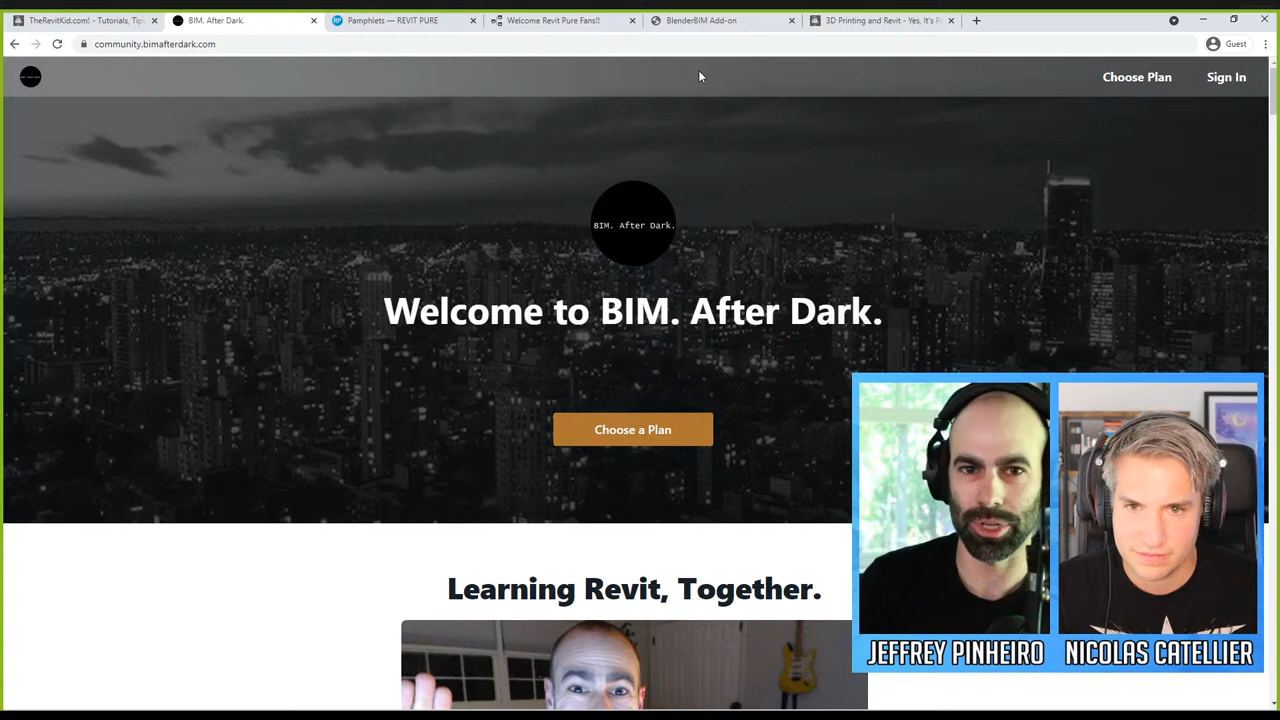 TheRevitKid.com! - Tutorials, Tips
BIM. After Dark.
Pamphlets — REVIT PURE
Welcome Revit Pure Fans!!
BlenderBIM Add-on
3D Printing and Revit - Yes, It's P
community.bimafterdark.com
Guest
Choose Plan
Sign In
BIM. After Dark.
Welcome to BIM. After Dark.
Choose a Plan
Learning Revit, Together.
JEFFREY PINHEIRO
NICOLAS CATELLIER